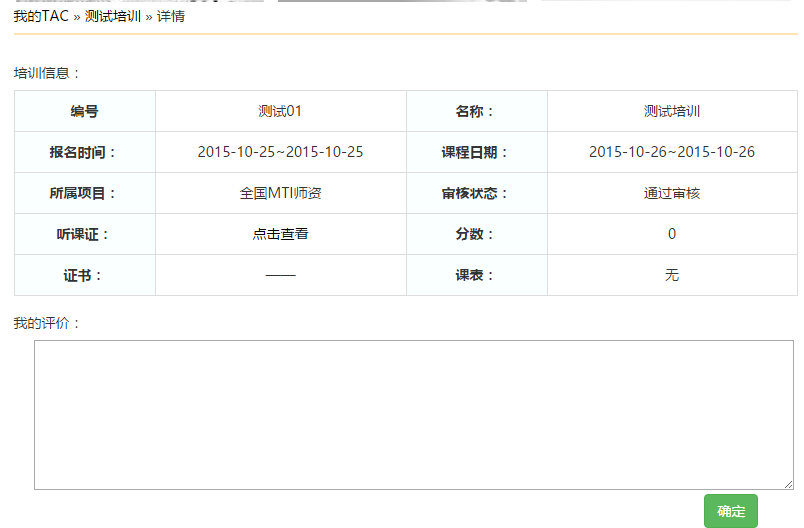 我的TAC » 测试培训 » 详情
培训信息：
编号 测试01 名称： 测试培训
报名时间： 2015-10-25~2015-10-25 课程日期： 2015-10-26~2015-10-26
所属项目： 全国MTI师资 审核状态： 通过审核
听课证： 点击查看 分数： 0
证书： —— 课表： 无
我的评价：
确定